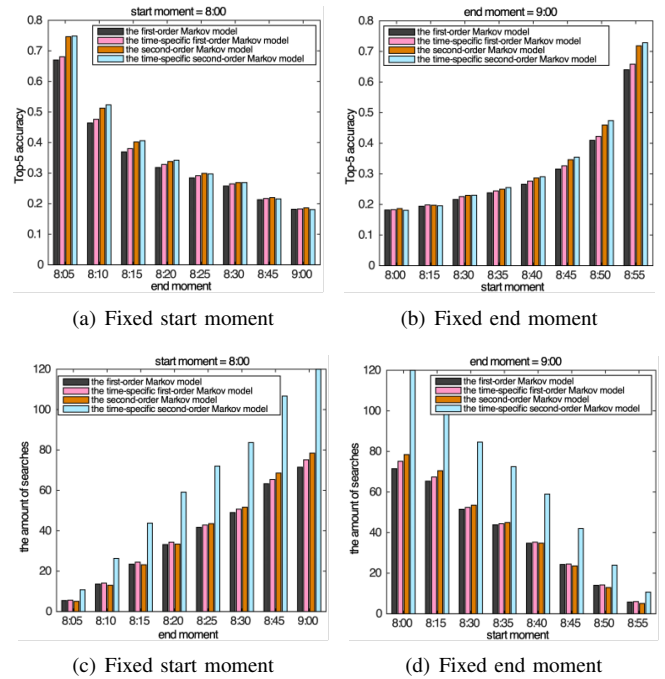 start moment = 8:00
0.8
0.7
0.6
0.5
0.4
0.3
0.2
0.1
0
Top-5 accuracy
the first-order Markov model
the time-specific first-order Markov model
the second-order Markov model
the time-specific second-order Markov model
8:05 8:10 8:15 8:20 8:25 8:30 8:45 9:00
end moment
(a) Fixed start moment
end moment = 9:00
0.8
0.7
0.6
0.5
0.4
0.3
0.2
0.1
0
Top-5 accuracy
the first-order Markov model
the time-specific first-order Markov model
the second-order Markov model
the time-specific second-order Markov model
8:00 8:15 8:30 8:35 8:40 8:45 8:50 8:55
start moment
(b) Fixed end moment
start moment = 8:00
120
100
80
60
40
20
0
the amount of searches
the first-order Markov model
the time-specific first-order Markov model
the second-order Markov model
the time-specific second-order Markov model
8:05 8:10 8:15 8:20 8:25 8:30 8:45 9:00
end moment
(c) Fixed start moment
end moment = 9:00
120
100
80
60
40
20
0
the amount of searches
the first-order Markov model
the time-specific first-order Markov model
the second-order Markov model
the time-specific second-order Markov model
8:00 8:15 8:30 8:35 8:40 8:45 8:50 8:55
start moment
(d) Fixed end moment